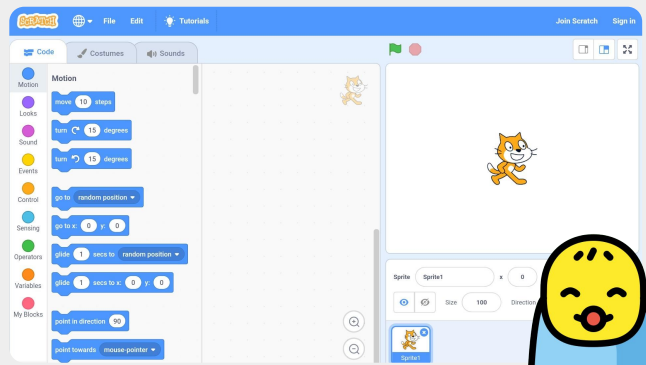 SCRATCH File Edit Tutorials Join Scratch Sign in
Code Costumes Sounds
Motion
Looks
Sound
Events
Control
Sensing
Operators
Variables
My Blocks
Motion
move 10 steps
turn 15 degrees
turn 15 degrees
go to random position
go to x: 0 y: 0
glide 1 secs to random position
glide 1 secs to x: 0 y: 0
point in direction 90
point towards mouse-pointer
Sprite Sprite1 x 0
Size 100 Direction
Sprite1